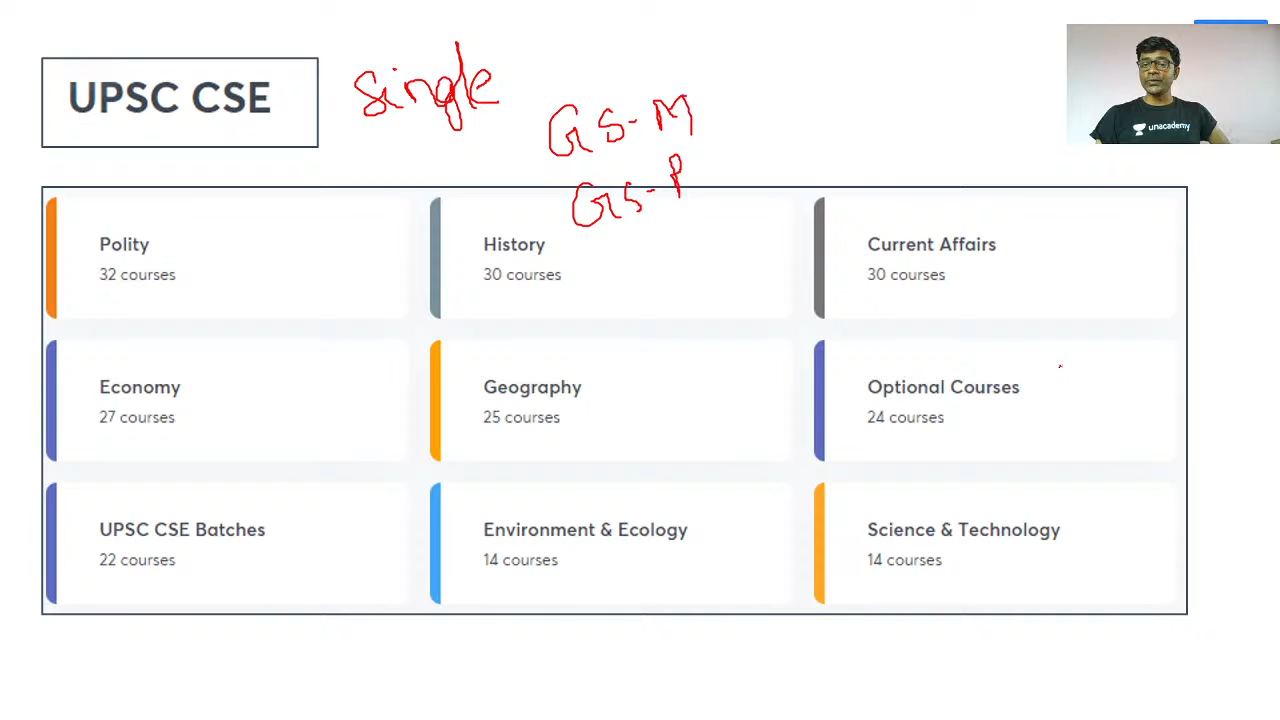 UPSC CSE
single
GS-M
GS-P
unacademy
Polity
32 courses
History
30 courses
Current Affairs
30 courses
Economy
27 courses
Geography
25 courses
Optional Courses
24 courses
UPSC CSE Batches
22 courses
Environment & Ecology
14 courses
Science & Technology
14 courses